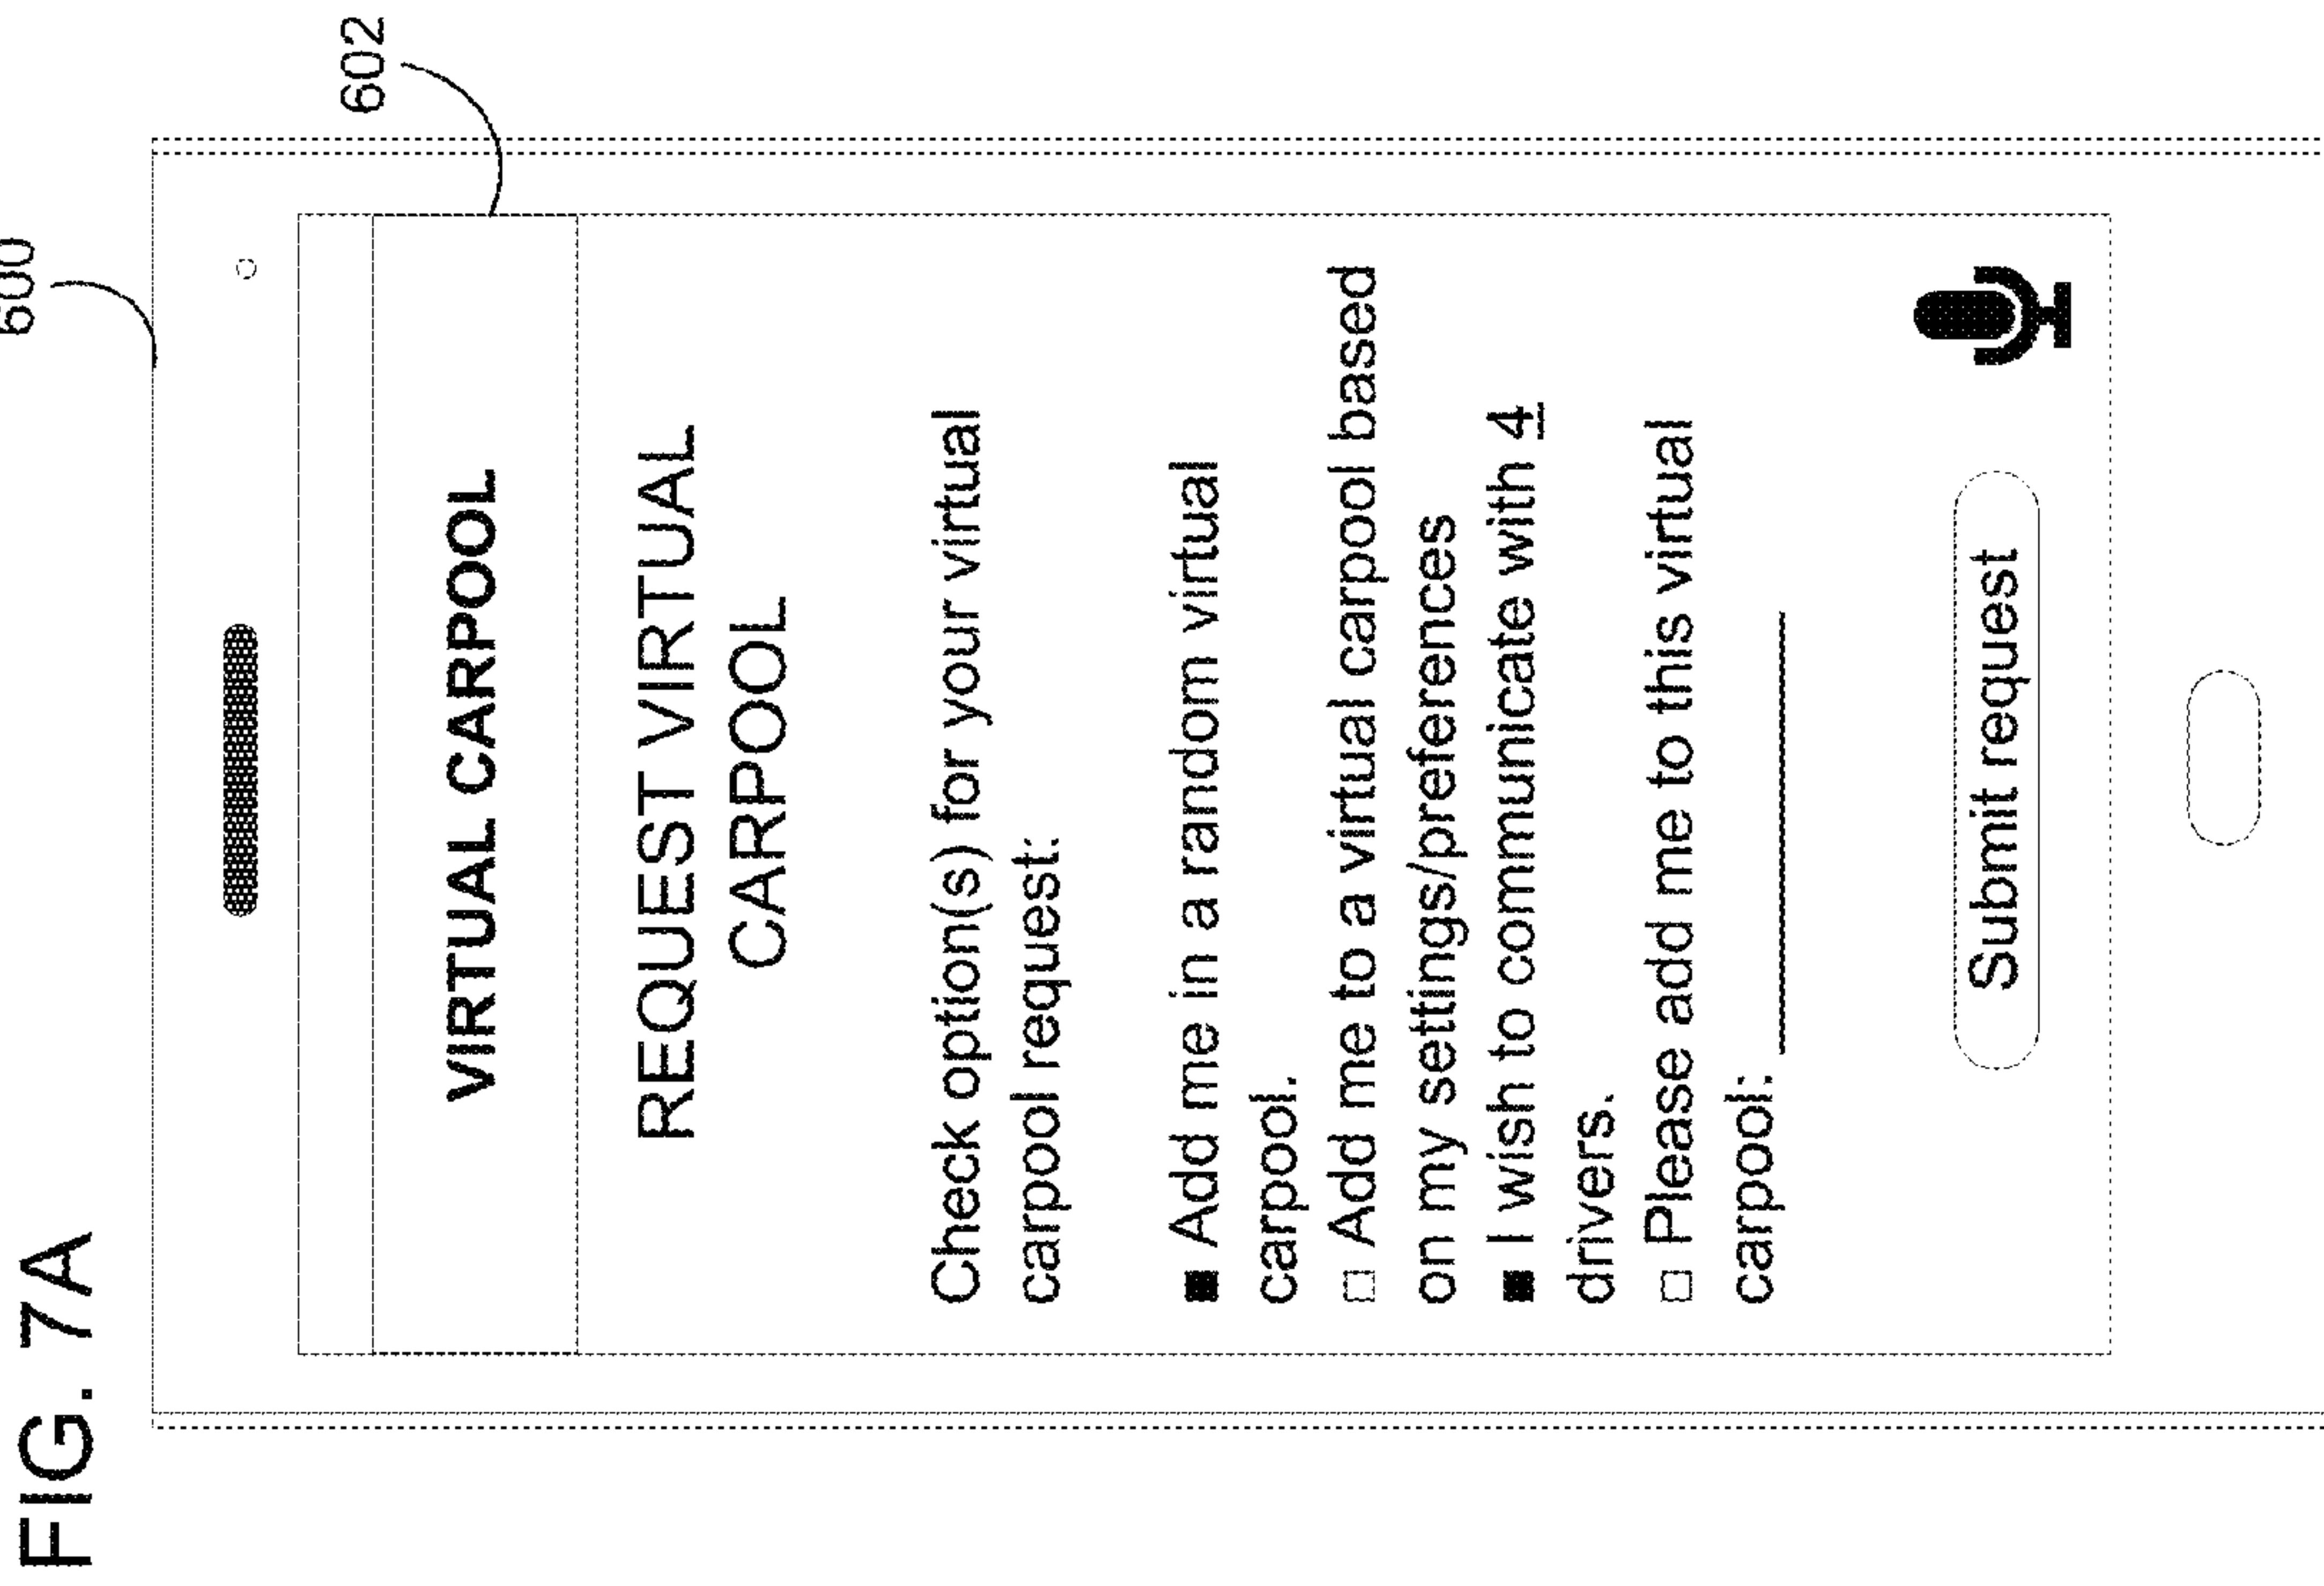 FIG. 7A
600
602
VIRTUAL CARPOOL
REQUEST VIRTUAL
CARPOOL
Check option(s) for your virtual
carpool request:
■ Add me in a random virtual
carpool.
□ Add me to a virtual carpool based
on my settings/preferences
■ I wish to communicate with 4
drivers.
□ Please add me to this virtual
carpool: ____________
Submit request